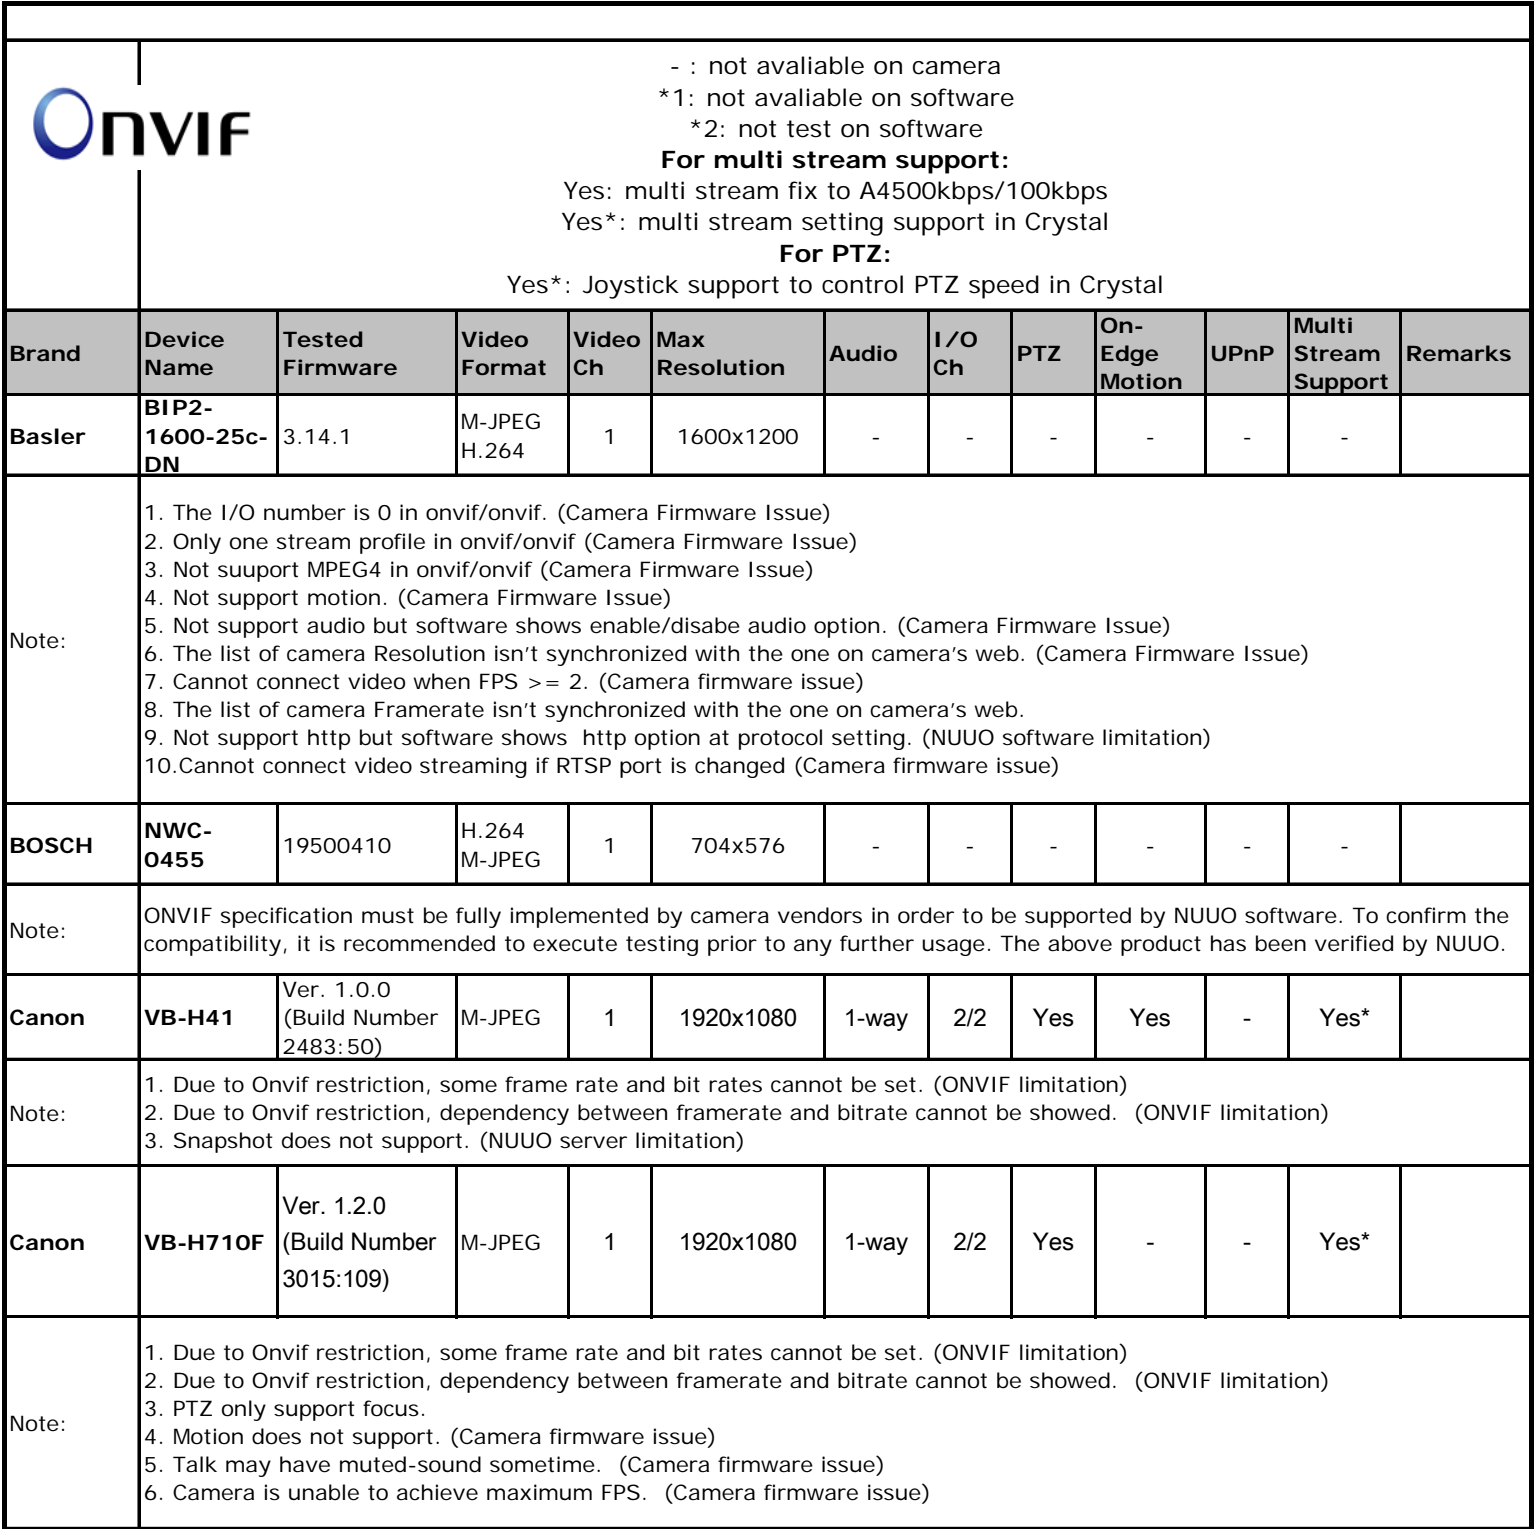 ONVIF
- : not avaliable on camera
*1: not avaliable on software
*2: not test on software
For multi stream support:
Yes: multi stream fix to A4500kbps/100kbps
Yes*: multi stream setting support in Crystal
For PTZ:
Yes*: Joystick support to control PTZ speed in Crystal
Brand Device Name Tested Firmware Video Format Video Ch Max Resolution Audio I/O Ch PTZ On-Edge Motion UPnP Multi Stream Support Remarks
Basler BIP2-1600-25c-DN 3.14.1 M-JPEG H.264 1 1600x1200 - - - - - -
Note:
1. The I/O number is 0 in onvif/onvif. (Camera Firmware Issue)
2. Only one stream profile in onvif/onvif (Camera Firmware Issue)
3. Not suuport MPEG4 in onvif/onvif (Camera Firmware Issue)
4. Not support motion. (Camera Firmware Issue)
5. Not support audio but software shows enable/disabe audio option. (Camera Firmware Issue)
6. The list of camera Resolution isn't synchronized with the one on camera's web. (Camera Firmware Issue)
7. Cannot connect video when FPS >= 2. (Camera firmware issue)
8. The list of camera Framerate isn't synchronized with the one on camera's web.
9. Not support http but software shows  http option at protocol setting. (NUUO software limitation)
10.Cannot connect video streaming if RTSP port is changed (Camera firmware issue)
BOSCH NWC-0455 19500410 H.264 M-JPEG 1 704x576 - - - - - -
Note:
ONVIF specification must be fully implemented by camera vendors in order to be supported by NUUO software. To confirm the
compatibility, it is recommended to execute testing prior to any further usage. The above product has been verified by NUUO.
Canon VB-H41 Ver. 1.0.0 (Build Number 2483:50) M-JPEG 1 1920x1080 1-way 2/2 Yes Yes - Yes*
Note:
1. Due to Onvif restriction, some frame rate and bit rates cannot be set. (ONVIF limitation)
2. Due to Onvif restriction, dependency between framerate and bitrate cannot be showed.  (ONVIF limitation)
3. Snapshot does not support. (NUUO server limitation)
Canon VB-H710F Ver. 1.2.0 (Build Number 3015:109) M-JPEG 1 1920x1080 1-way 2/2 Yes - - Yes*
Note:
1. Due to Onvif restriction, some frame rate and bit rates cannot be set. (ONVIF limitation)
2. Due to Onvif restriction, dependency between framerate and bitrate cannot be showed.  (ONVIF limitation)
3. PTZ only support focus.
4. Motion does not support. (Camera firmware issue)
5. Talk may have muted-sound sometime.  (Camera firmware issue)
6. Camera is unable to achieve maximum FPS.  (Camera firmware issue)